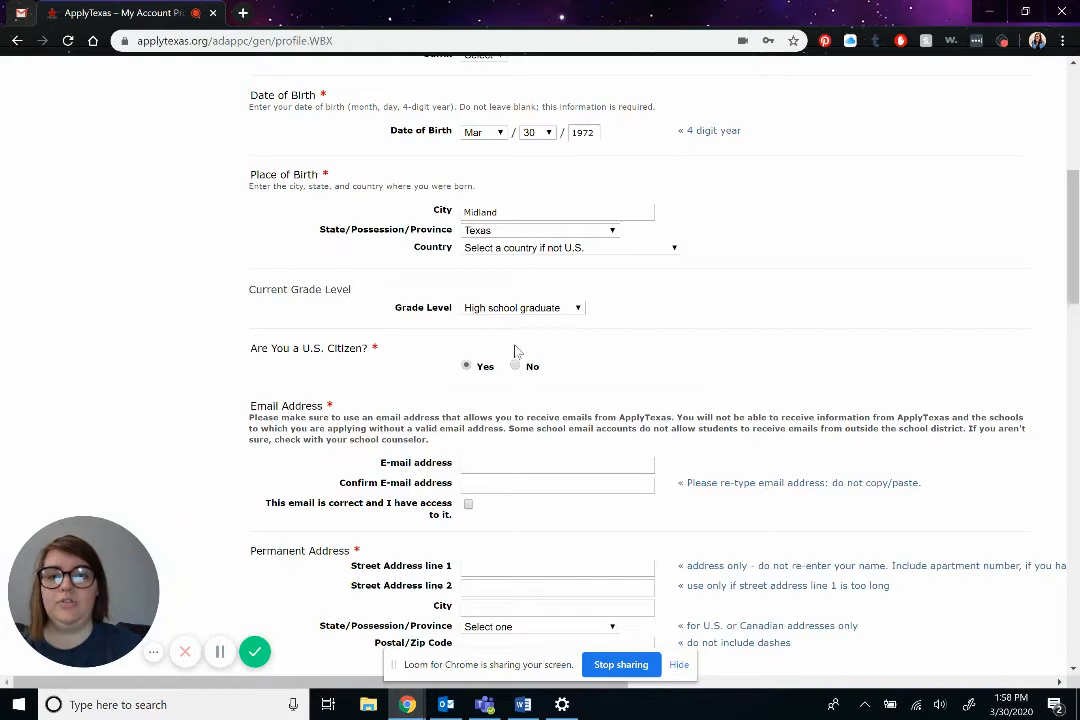 ApplyTexas – My Account Pr
applytexas.org/adappc/gen/profile.WBX
Select
Date of Birth *
Enter your date of birth (month, day, 4-digit year). Do not leave blank; this information is required.
Date of Birth Mar / 30 / 1972 « 4 digit year
Place of Birth *
Enter the city, state, and country where you were born.
City Midland
State/Possession/Province Texas
Country Select a country if not U.S.
Current Grade Level
Grade Level High school graduate
Are You a U.S. Citizen? *
Yes No
Email Address *
Please make sure to use an email address that allows you to receive emails from ApplyTexas. You will not be able to receive information from ApplyTexas and the schools
to which you are applying without a valid email address. Some school email accounts do not allow students to receive emails from outside the school district. If you aren't
sure, check with your school counselor.
E-mail address
Confirm E-mail address « Please re-type email address: do not copy/paste.
This email is correct and I have access
to it.
Permanent Address *
Street Address line 1 « address only - do not re-enter your name. Include apartment number, if you ha
Street Address line 2 « use only if street address line 1 is too long
City
State/Possession/Province Select one « for U.S. or Canadian addresses only
Postal/Zip Code « do not include dashes
Loom for Chrome is sharing your screen. Stop sharing Hide
Type here to search
1:58 PM
3/30/2020
2